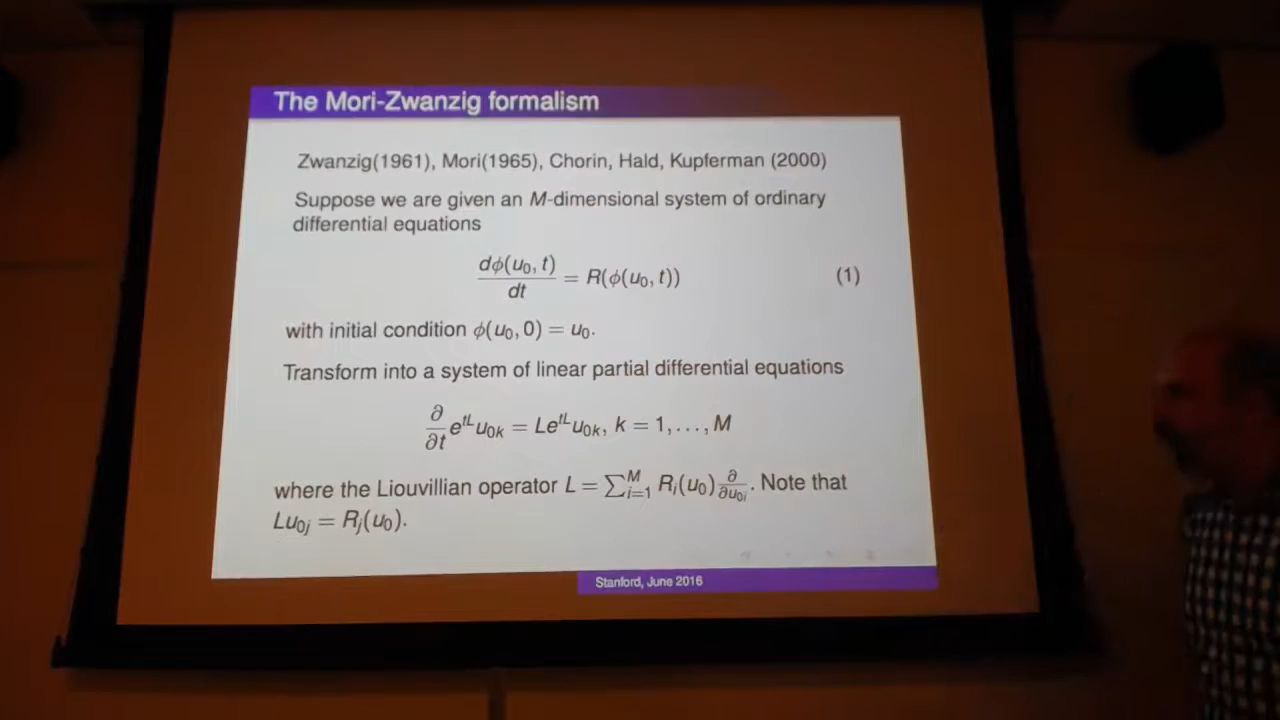 The Mori-Zwanzig formalism
Zwanzig(1961), Mori(1965), Chorin, Hald, Kupferman (2000)
Suppose we are given an M-dimensional system of ordinary
differential equations
dϕ(u₀, t)/dt = R(ϕ(u₀, t)) (1)
with initial condition ϕ(u₀, 0) = u₀.
Transform into a system of linear partial differential equations
∂/∂t e^{tL}u₀ₖ = Le^{tL}u₀ₖ, k = 1, . . . , M
where the Liouvillian operator L = ∑_{i=1}^{M} R_i(u₀) ∂/∂u₀ᵢ. Note that
Lu₀ⱼ = Rⱼ(u₀).
Stanford, June 2016